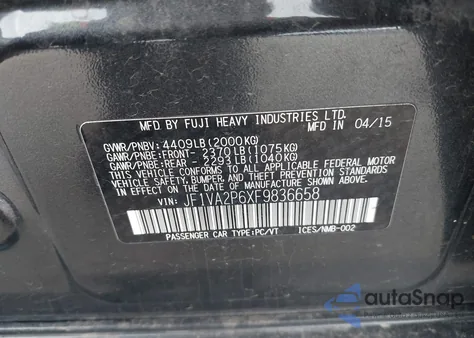 MFD BY FUJI HEAVY INDUSTRIES LTD.
MFD IN 04/15
GVWR/PNBV: 4409LB(2000KG)
GAWR/PNBE:FRONT- 2370LB(1075KG)
GAWR/PNBE:REAR - 2293LB(1040KG)
THIS VEHICLE CONFORMS TO ALL APPLICABLE FEDERAL MOTOR
VEHICLE SAFETY, BUMPER, AND THEFT PREVENTION STANDARDS
IN EFFECT ON THE DATE OF MANUFACTURE SHOWN ABOVE.
VIN: JF1VA2P6XF9836658
PASSENGER CAR TYPE:PC/VT ICES/NMB-002
autoSnap